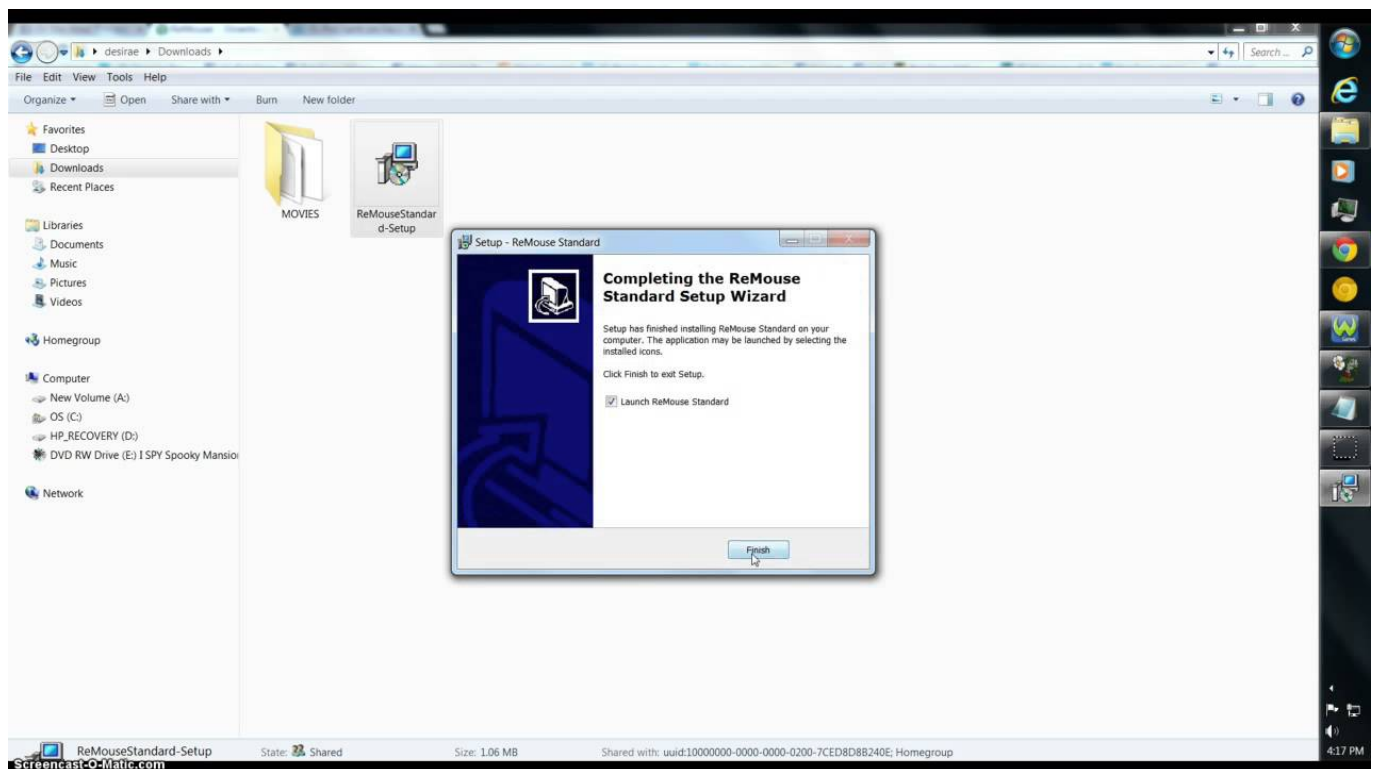 desirae Downloads
Search ...
File Edit View Tools Help
Organize Open Share with Burn New folder
Favorites
Desktop
Downloads
Recent Places
Libraries
Documents
Music
Pictures
Videos
Homegroup
Computer
New Volume (A:)
OS (C:)
HP_RECOVERY (D:)
DVD RW Drive (E:) I SPY Spooky Mansion
Network
MOVIES
ReMouseStandar
d-Setup
Setup - ReMouse Standard
Completing the ReMouse
Standard Setup Wizard
Setup has finished installing ReMouse Standard on your
computer. The application may be launched by selecting the
installed icons.
Click Finish to exit Setup.
Launch ReMouse Standard
Finish
4:17 PM
ReMouseStandard-Setup State: Shared Size: 1.06 MB Shared with: uuid:10000000-0000-0000-0200-7CED8D8B240E; Homegroup
Screencast-O-Matic.com